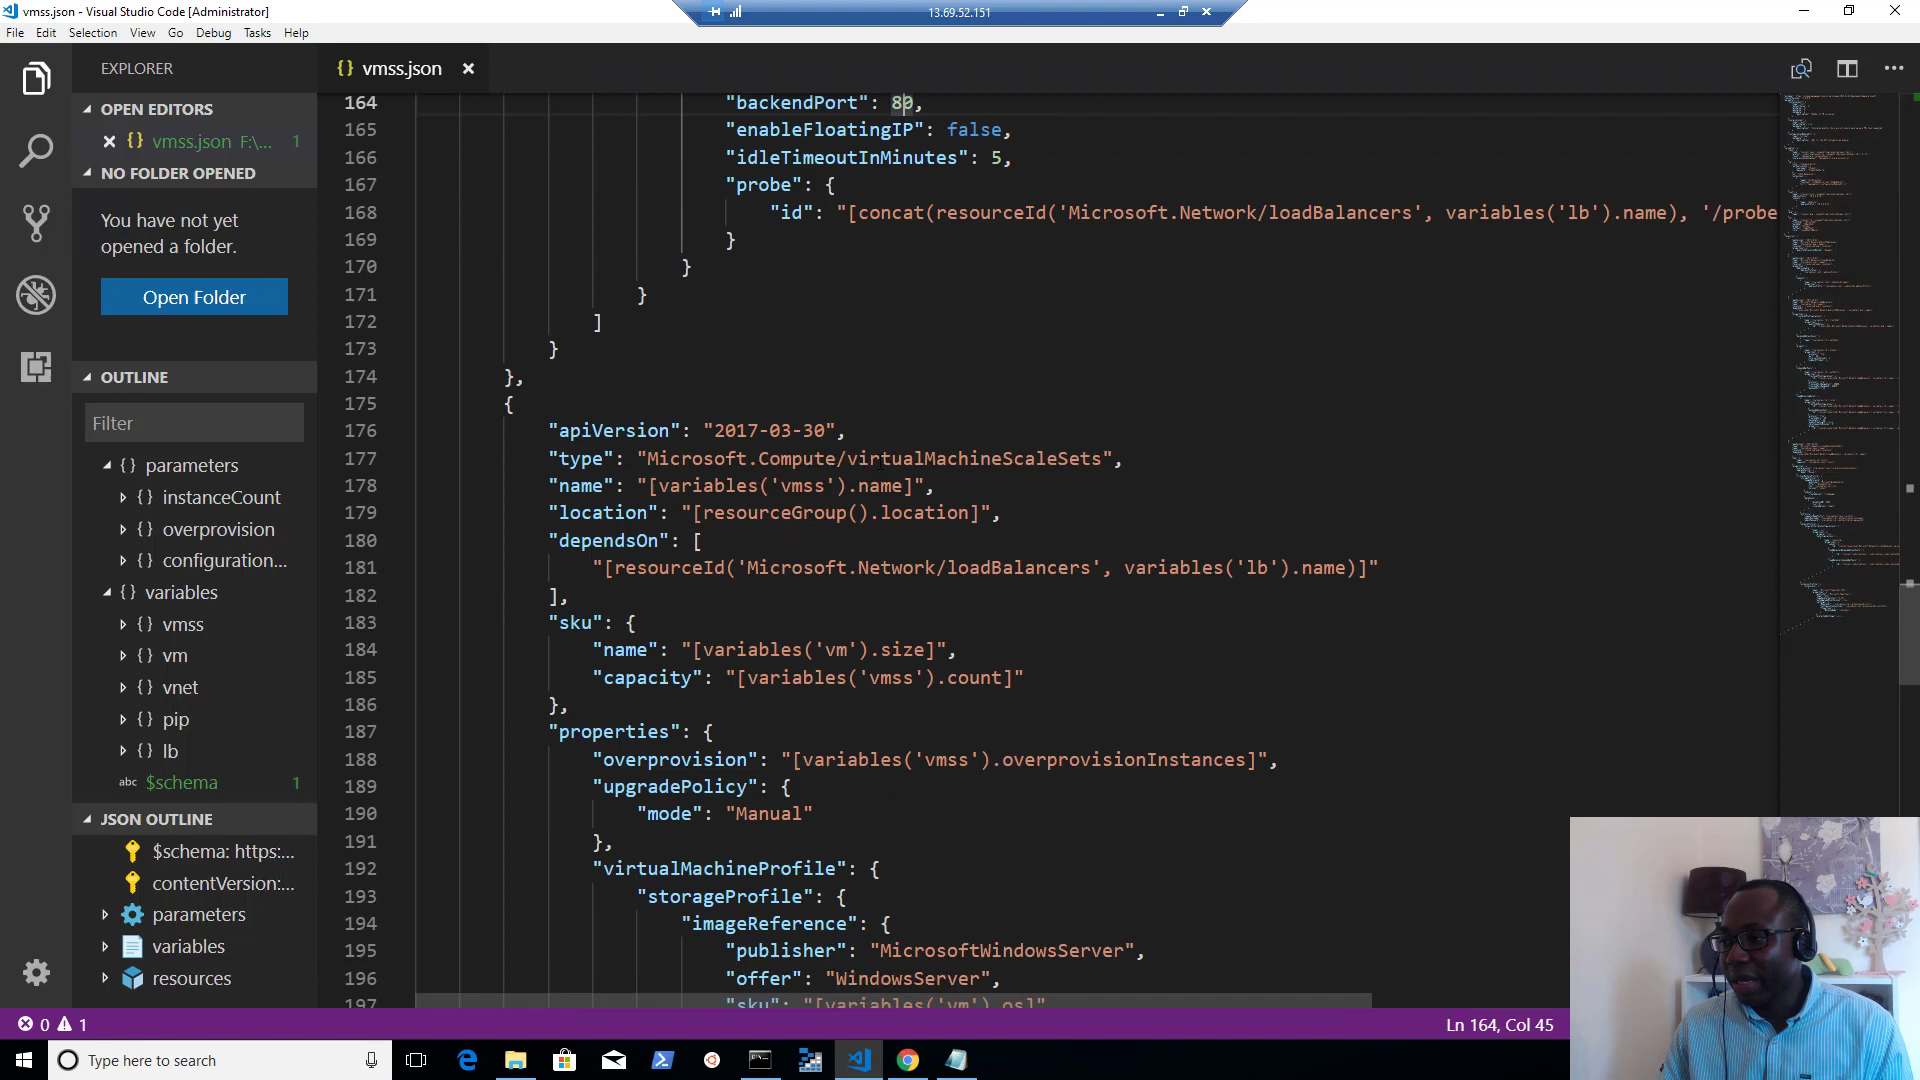 vmss.json - Visual Studio Code [Administrator]
13.69.52.151
File Edit Selection View Go Debug Tasks Help
EXPLORER
{} vmss.json
OPEN EDITORS
{} vmss.json F:\... 1
NO FOLDER OPENED
You have not yet
opened a folder.
Open Folder
OUTLINE
Filter
{} parameters
{} instanceCount
{} overprovision
{} configuration...
{} variables
{} vmss
{} vm
{} vnet
{} pip
{} lb
abc $schema 1
JSON OUTLINE
$schema: https:...
contentVersion:...
parameters
variables
resources
164 "backendPort": 80,
165 "enableFloatingIP": false,
166 "idleTimeoutInMinutes": 5,
167 "probe": {
168 "id": "[concat(resourceId('Microsoft.Network/loadBalancers', variables('lb').name), '/probe
169 }
170 }
171 }
172 ]
173 }
174 },
175 {
176 "apiVersion": "2017-03-30",
177 "type": "Microsoft.Compute/virtualMachineScaleSets",
178 "name": "[variables('vmss').name]",
179 "location": "[resourceGroup().location]",
180 "dependsOn": [
181 "[resourceId('Microsoft.Network/loadBalancers', variables('lb').name)]"
182 ],
183 "sku": {
184 "name": "[variables('vm').size]",
185 "capacity": "[variables('vmss').count]"
186 },
187 "properties": {
188 "overprovision": "[variables('vmss').overprovisionInstances]",
189 "upgradePolicy": {
190 "mode": "Manual"
191 },
192 "virtualMachineProfile": {
193 "storageProfile": {
194 "imageReference": {
195 "publisher": "MicrosoftWindowsServer",
196 "offer": "WindowsServer",
197 "sku": "[variables('vm').os]"
0 1
Ln 164, Col 45
Type here to search